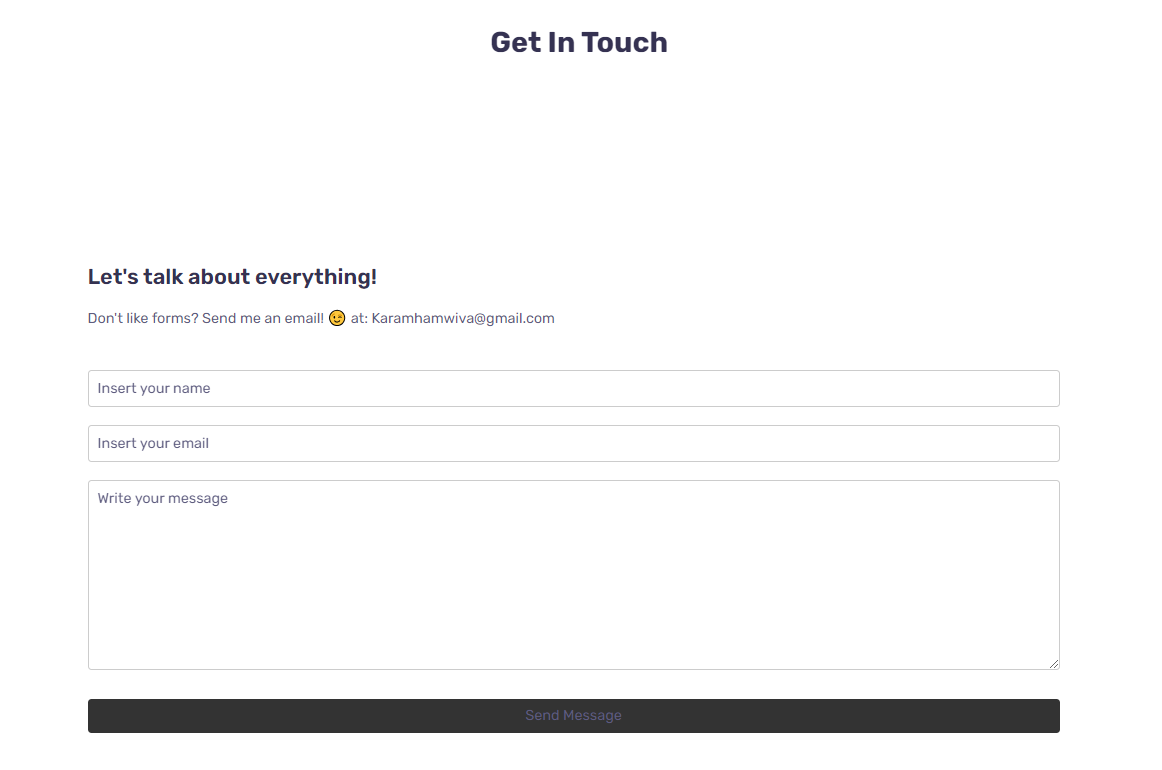 Get In Touch
Let's talk about everything!
Don't like forms? Send me an email! 😉 at: Karamhamwiva@gmail.com
Insert your name
Insert your email
Write your message
Send Message